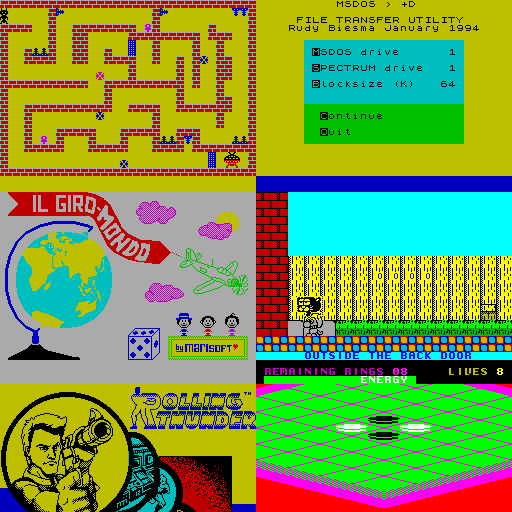 MSDOS > +D
FILE TRANSFER UTILITY
Rudy Biesma January 1994
MSDOS drive 1
SPECTRUM drive 1
Blocksize (K) 64
Continue
Quit
IL GIRO-MONDO
by MARISOFT
OUTSIDE THE BACK DOOR
ROLLING THUNDER™
REMAINING RINGS 08 LIVES 8
ENERGY